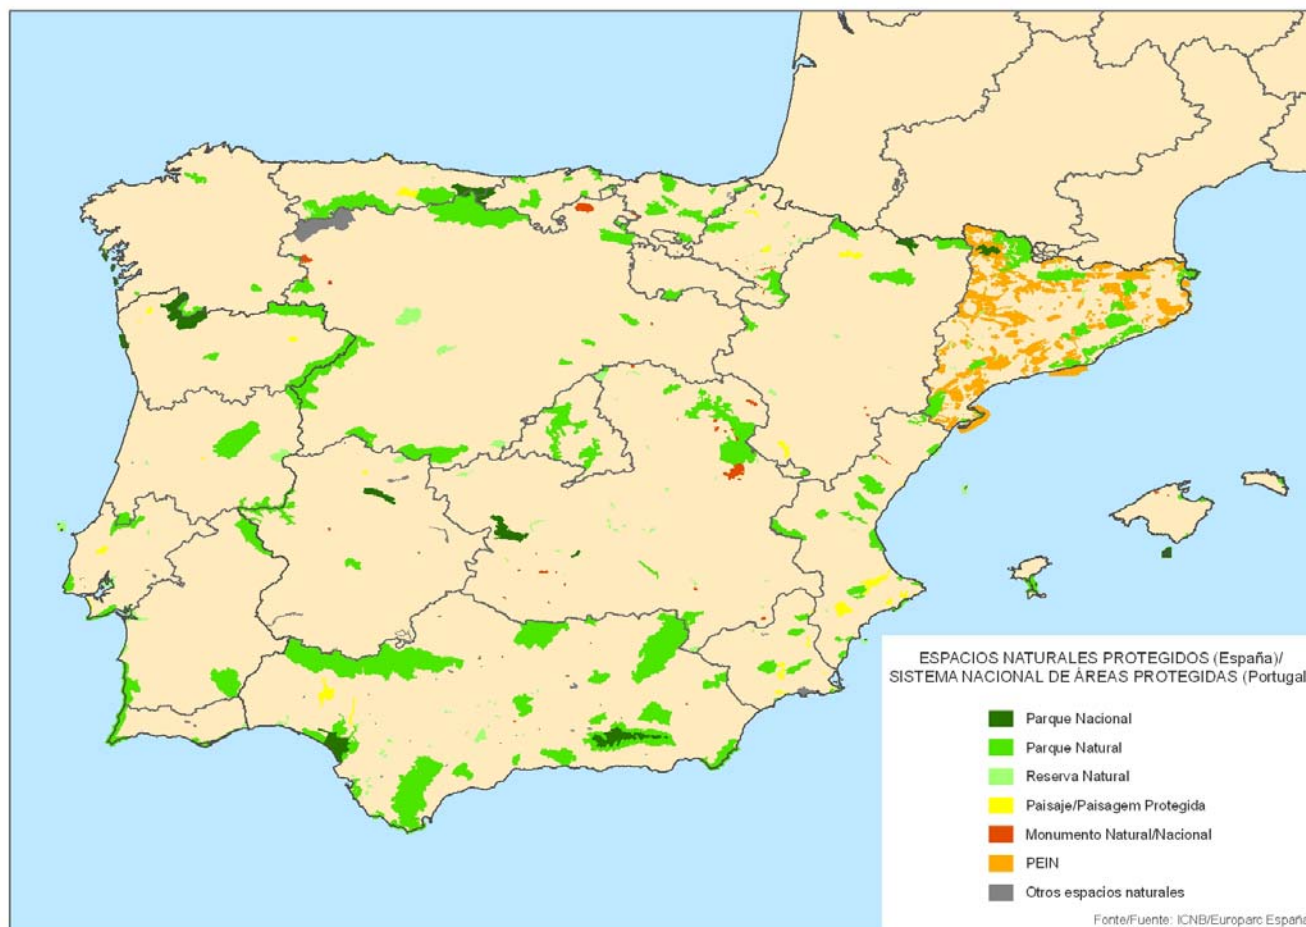 ESPACIOS NATURALES PROTEGIDOS (España)/
SISTEMA NACIONAL DE ÁREAS PROTEGIDAS (Portugal
Parque Nacional
Parque Natural
Reserva Natural
Paisaje/Paisagem Protegida
Monumento Natural/Nacional
PEIN
Otros espacios naturales
Fonte/Fuente: ICNB/Europarc España